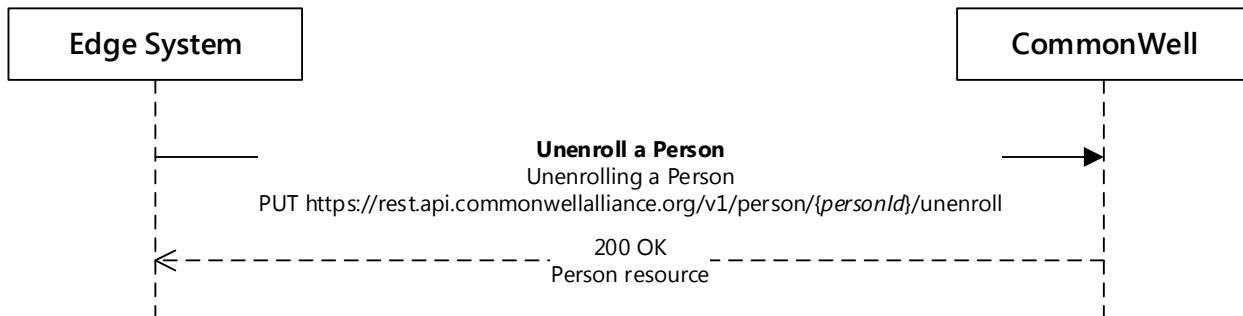 Edge System
CommonWell
Unenroll a Person
Unenrolling a Person
PUT https://rest.api.commonwellalliance.org/v1/person/{personId}/unenroll
200 OK
Person resource